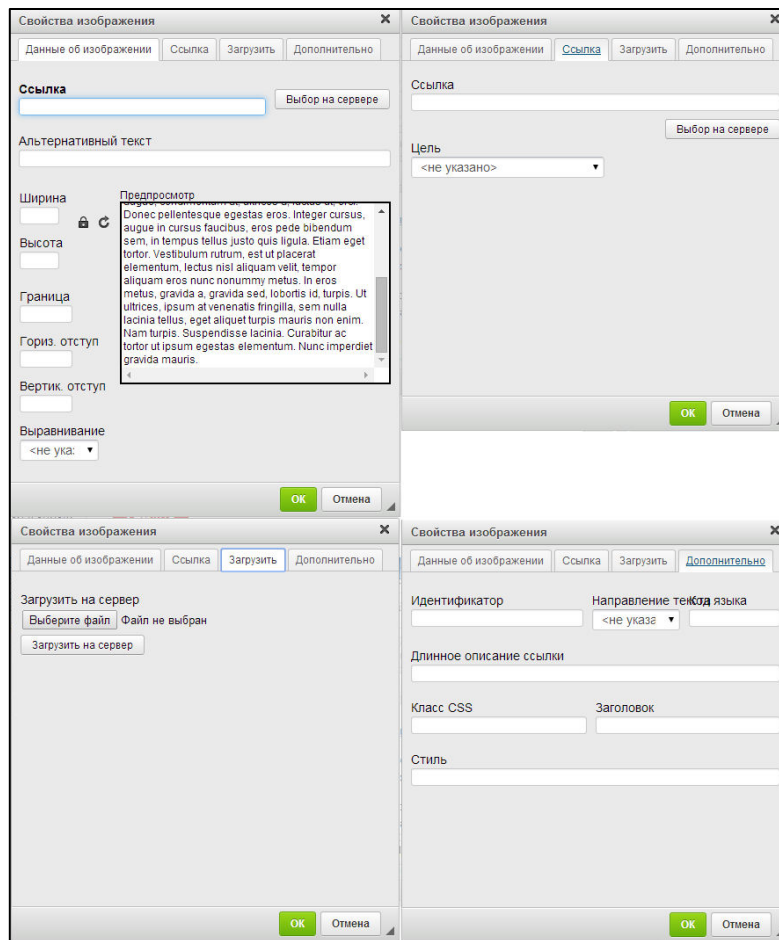 Свойства изображения
Данные об изображении Ссылка Загрузить Дополнительно
Ссылка
Выбор на сервере
Альтернативный текст
Ширина
Высота
Граница
Гориз. отступ
Вертик. отступ
Выравнивание
<не ука:
Предпросмотр
Donec pellentesque egestas eros. Integer cursus,
augue in cursus faucibus, eros pede bibendum
sem, in tempus tellus justo quis ligula. Etiam eget
tortor. Vestibulum rutrum, est ut placerat
elementum, lectus nisl aliquam velit, tempor
aliquam eros nunc nonummy metus. In eros
metus, gravida a, gravida sed, lobortis id, turpis. Ut
ultrices, ipsum at venenatis fringilla, sem nulla
lacinia tellus, eget aliquet turpis mauris non enim.
Nam turpis. Suspendisse lacinia. Curabitur ac
tortor ut ipsum egestas elementum. Nunc imperdiet
gravida mauris.
ОК Отмена
Свойства изображения
Данные об изображении Ссылка Загрузить Дополнительно
Ссылка
Выбор на сервере
Цель
<не указано>
ОК Отмена
Свойства изображения
Данные об изображении Ссылка Загрузить Дополнительно
Загрузить на сервер
Выберите файл Файл не выбран
Загрузить на сервер
ОК Отмена
Свойства изображения
Данные об изображении Ссылка Загрузить Дополнительно
Идентификатор Направление текста Код языка
<не указа
Длинное описание ссылки
Класс CSS Заголовок
Стиль
ОК Отмена